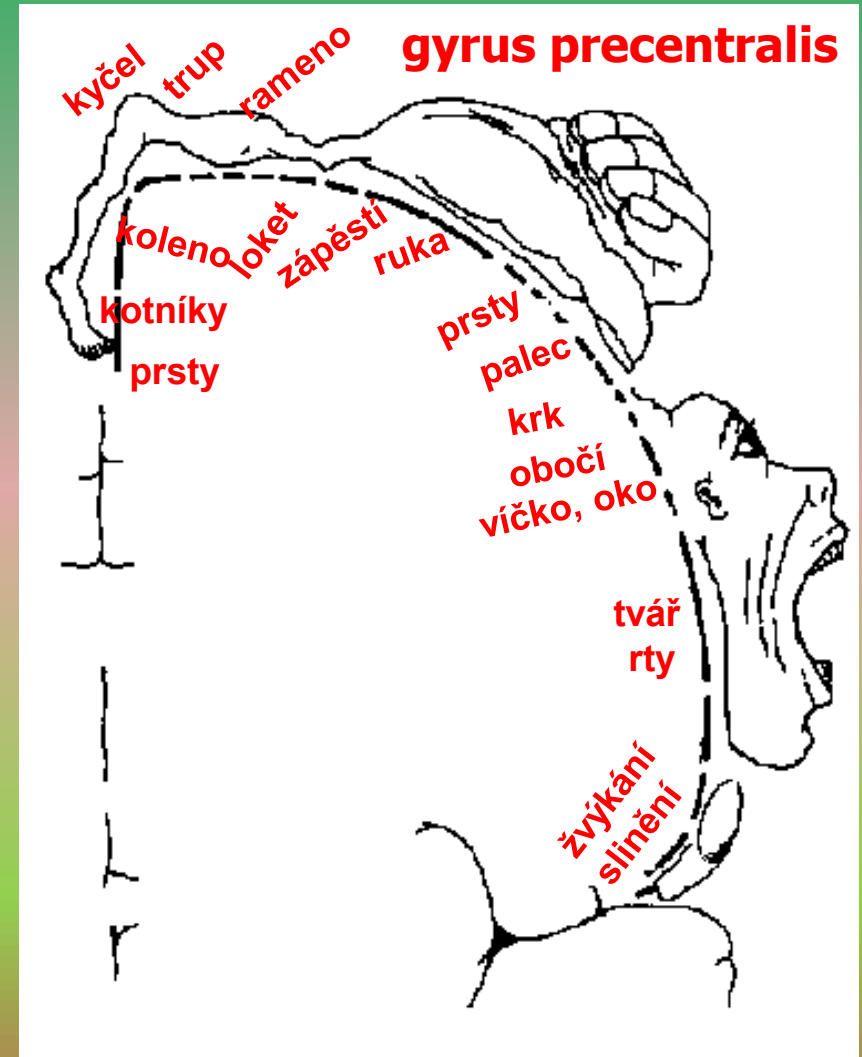 gyrus precentralis
kyčel
trup
rameno
koleno
loket
zápěstí
ruka
kotníky
prsty
prsty
palec
krk
obočí
víčko, oko
tvář
rty
žvýkání
slinění